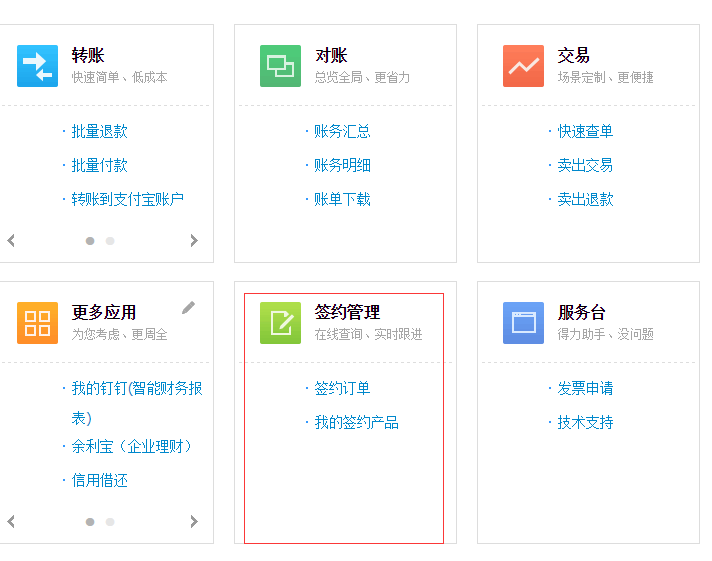 转账
快速简单、低成本
· 批量退款
· 批量付款
· 转账到支付宝账户
对账
总览全局、更省力
· 账务汇总
· 账务明细
· 账单下载
交易
场景定制、更便捷
· 快速查单
· 卖出交易
· 卖出退款
更多应用
为您考虑、更周全
· 我的钉钉(智能财务报
表)
· 余利宝（企业理财）
· 信用借还
签约管理
在线查询、实时跟进
· 签约订单
· 我的签约产品
服务台
得力助手、没问题
· 发票申请
· 技术支持